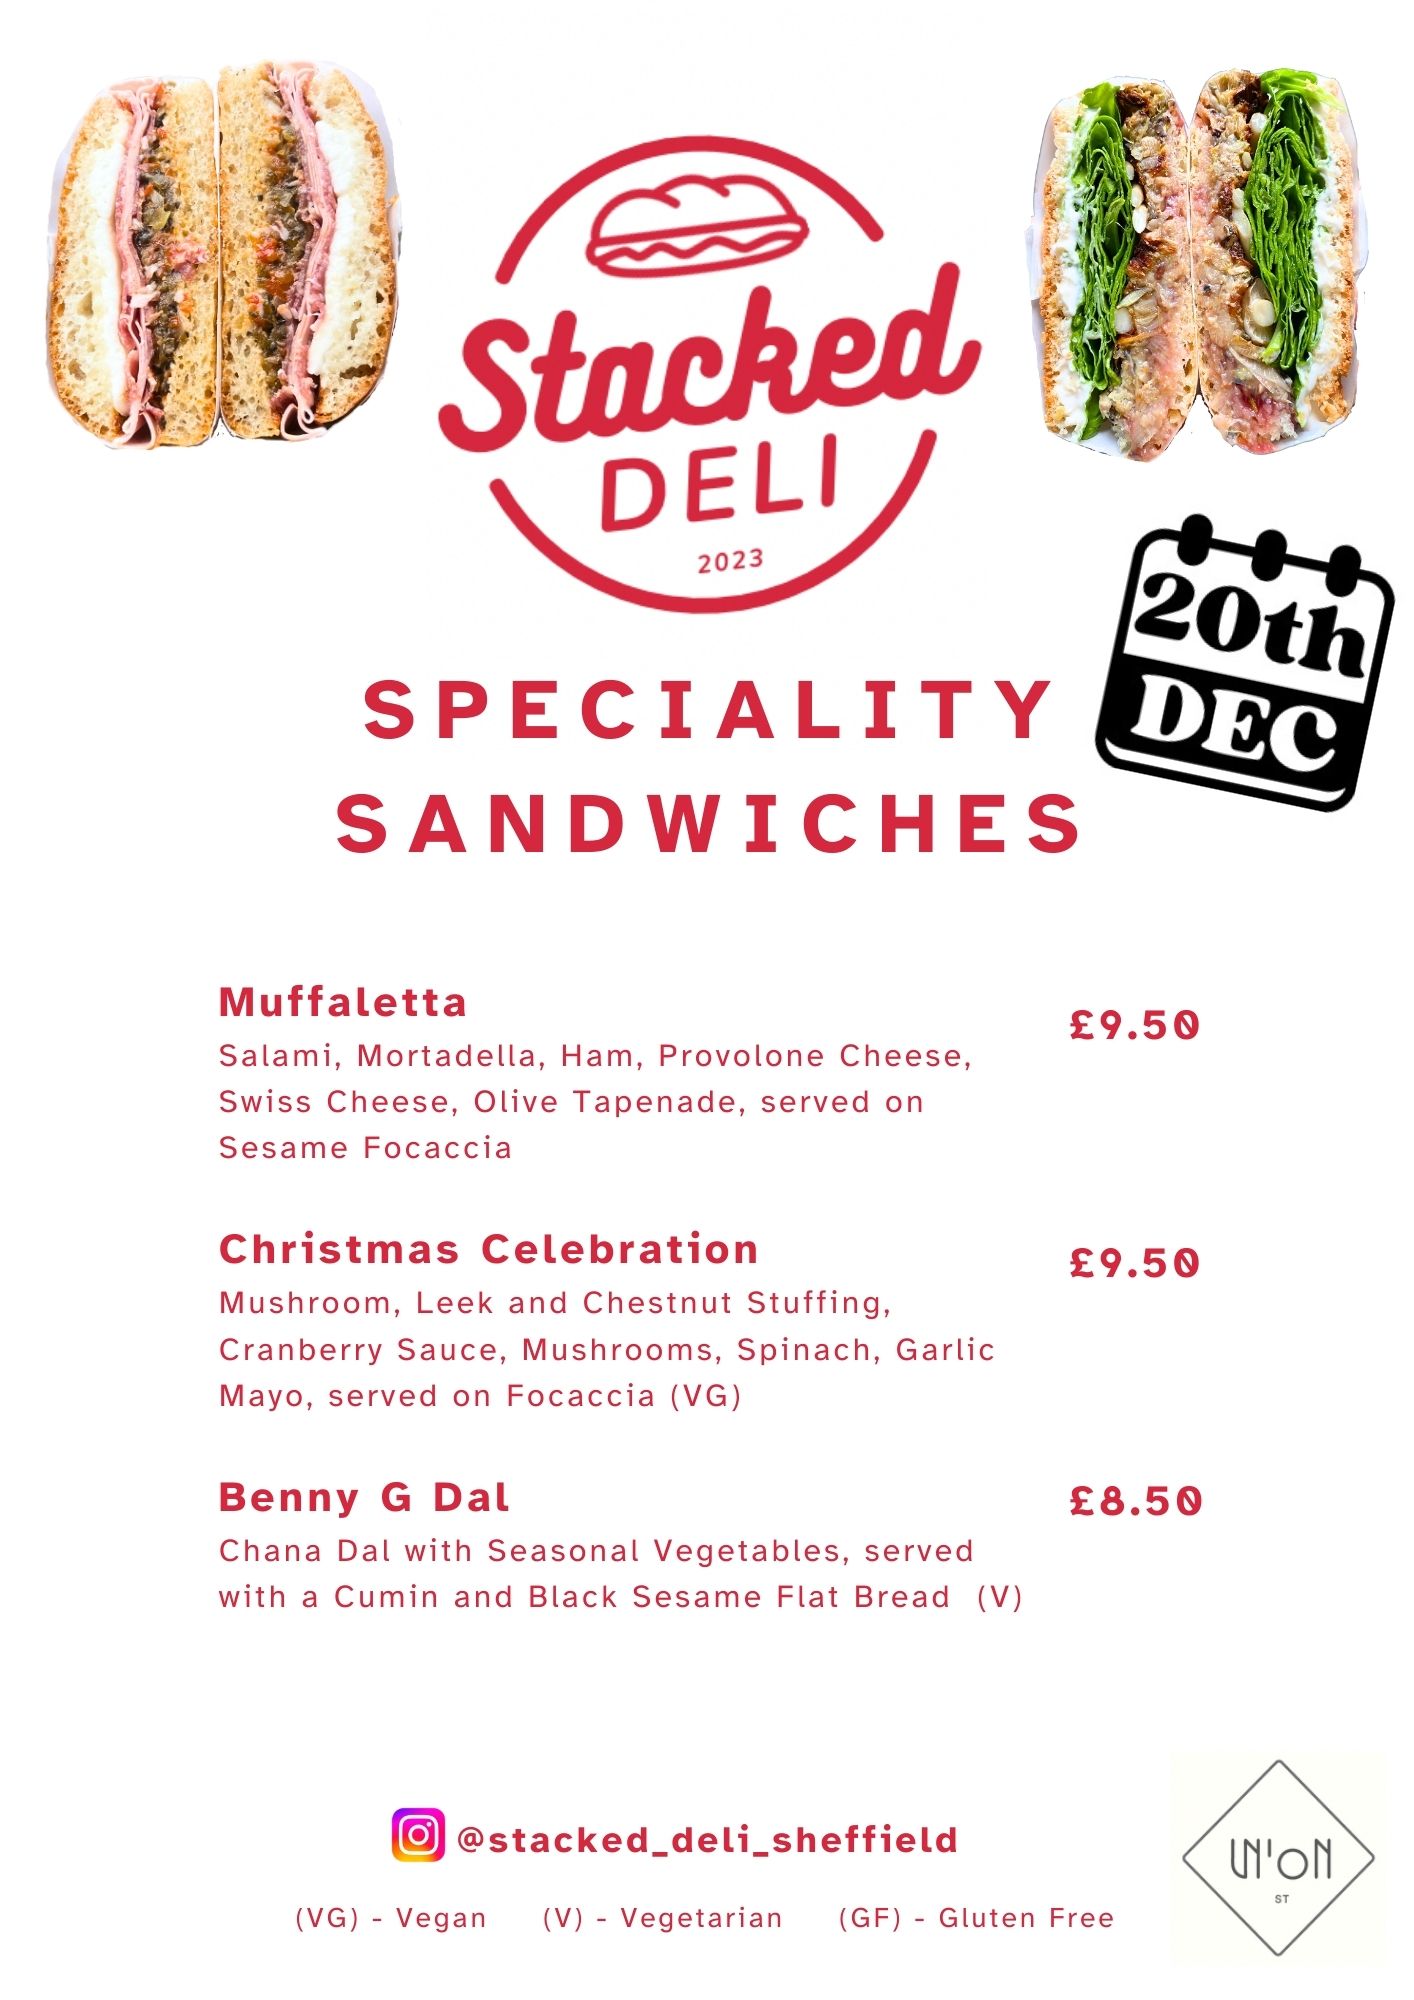 Stacked
DELI
2023
20th
DEC
SPECIALITY
SANDWICHES
Muffaletta
£9.50
Salami, Mortadella, Ham, Provolone Cheese,
Swiss Cheese, Olive Tapenade, served on
Sesame Focaccia
Christmas Celebration
£9.50
Mushroom, Leek and Chestnut Stuffing,
Cranberry Sauce, Mushrooms, Spinach, Garlic
Mayo, served on Focaccia (VG)
Benny G Dal
£8.50
Chana Dal with Seasonal Vegetables, served
with a Cumin and Black Sesame Flat Bread (V)
@stacked_deli_sheffield
(VG) - Vegan (V) - Vegetarian (GF) - Gluten Free
UN'ON
ST